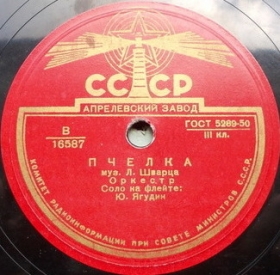 СССР
АПРЕЛЕВСКИЙ ЗАВОД
В
16587
ГОСТ 5289-50
III кл.
ПЧЕЛКА
муз. Л. Шварца
Оркестр
Соло на флейте:
Ю. Ягудин
КОМИТЕТ РАДИОИНФОРМАЦИИ ПРИ СОВЕТЕ МИНИСТРОВ СССР.